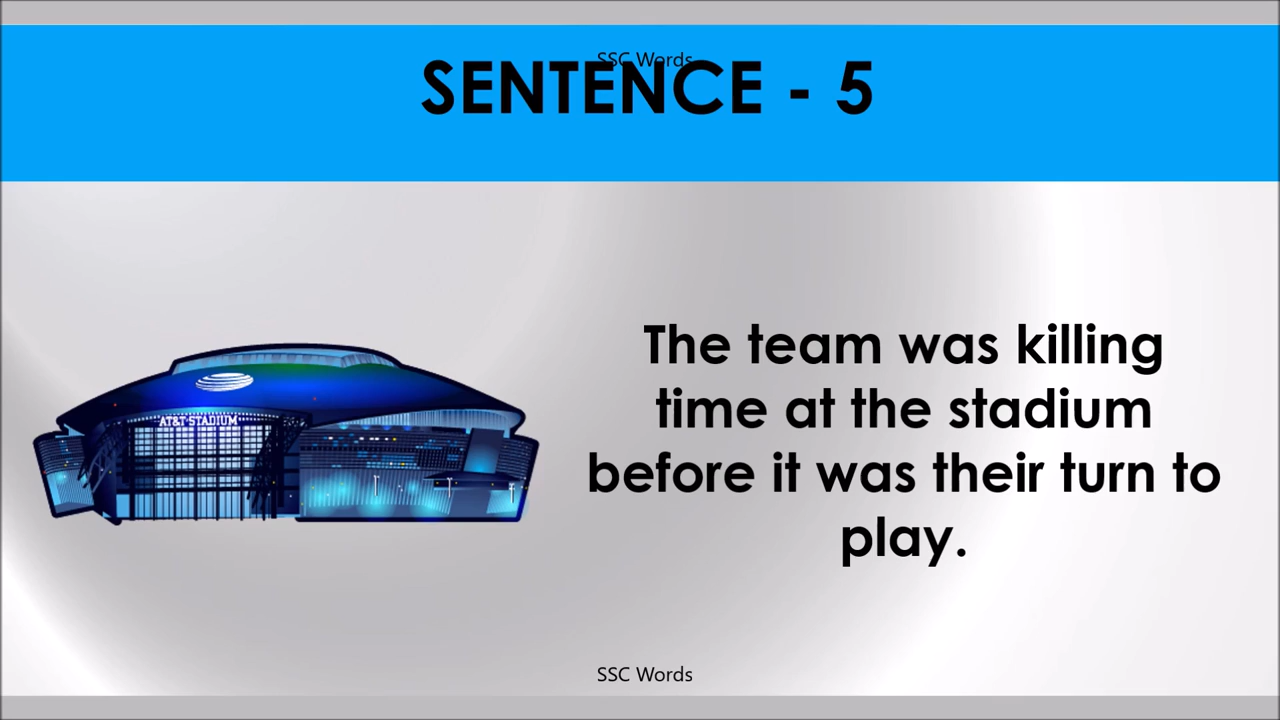 SSC Words
SENTENCE - 5
AT&T STADIUM
The team was killing
time at the stadium
before it was their turn to
play.
SSC Words